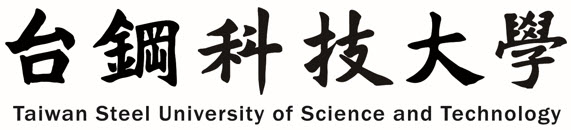 台鋼科技大學
Taiwan Steel University of Science and Technology